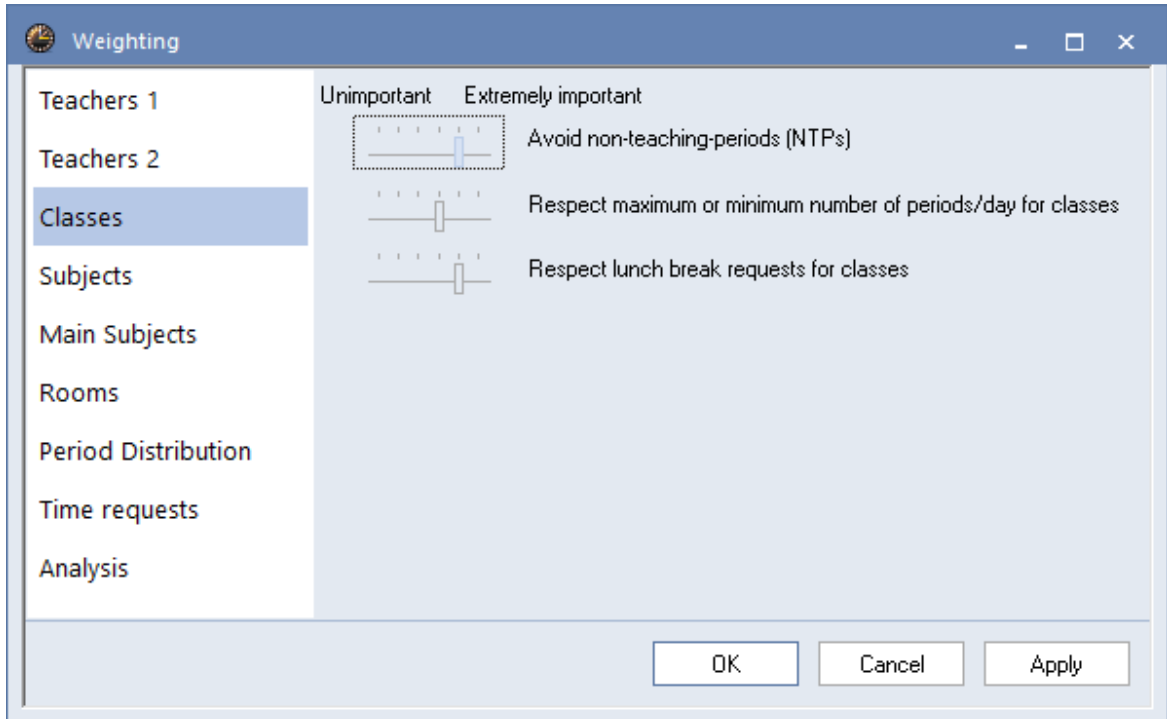 Weighting
Teachers 1
Teachers 2
Classes
Subjects
Main Subjects
Rooms
Period Distribution
Time requests
Analysis
Unimportant Extremely important
Avoid non-teaching-periods (NTPs)
Respect maximum or minimum number of periods/day for classes
Respect lunch break requests for classes
OK Cancel Apply